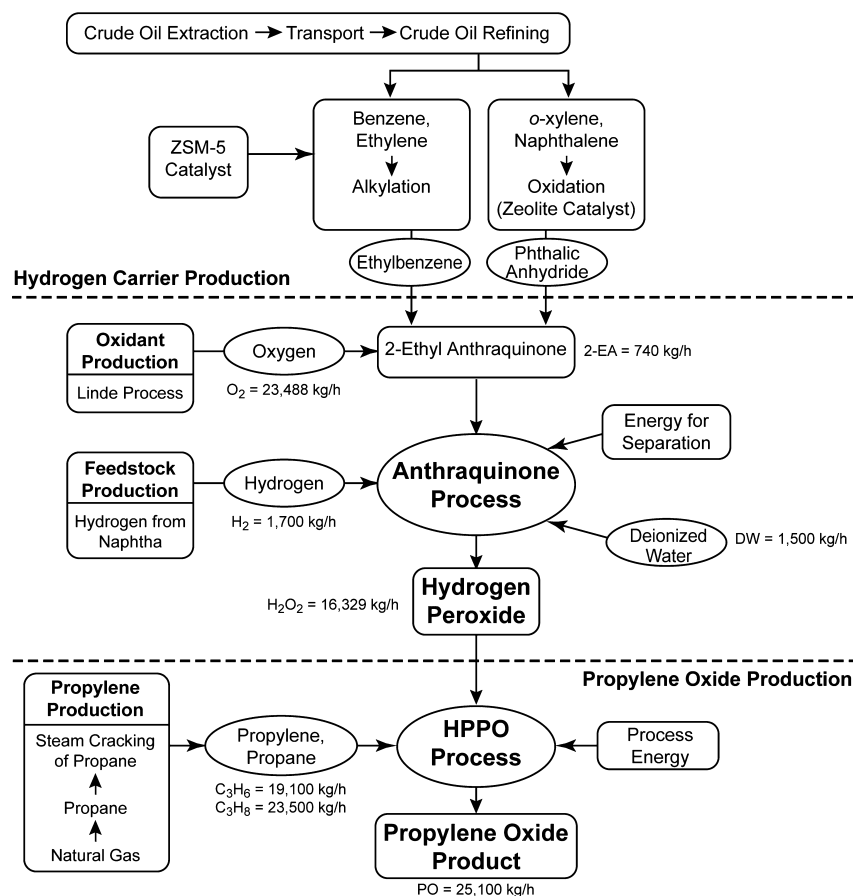 Crude Oil Extraction → Transport → Crude Oil Refining
ZSM-5
Catalyst
Benzene,
Ethylene
Alkylation
o-xylene,
Naphthalene
Oxidation
(Zeolite Catalyst)
Ethylbenzene
Phthalic
Anhydride
Hydrogen Carrier Production
Oxidant
Production
Linde Process
Oxygen
O₂ = 23,488 kg/h
2-Ethyl Anthraquinone
2-EA = 740 kg/h
Energy for
Separation
Feedstock
Production
Hydrogen from
Naphtha
Hydrogen
H₂ = 1,700 kg/h
Anthraquinone
Process
Deionized
Water
DW = 1,500 kg/h
H₂O₂ = 16,329 kg/h
Hydrogen
Peroxide
Propylene Oxide Production
Propylene
Production
Steam Cracking
of Propane
Propane
Natural Gas
Propylene,
Propane
C₃H₆ = 19,100 kg/h
C₃H₈ = 23,500 kg/h
HPPO
Process
Process
Energy
Propylene Oxide
Product
PO = 25,100 kg/h